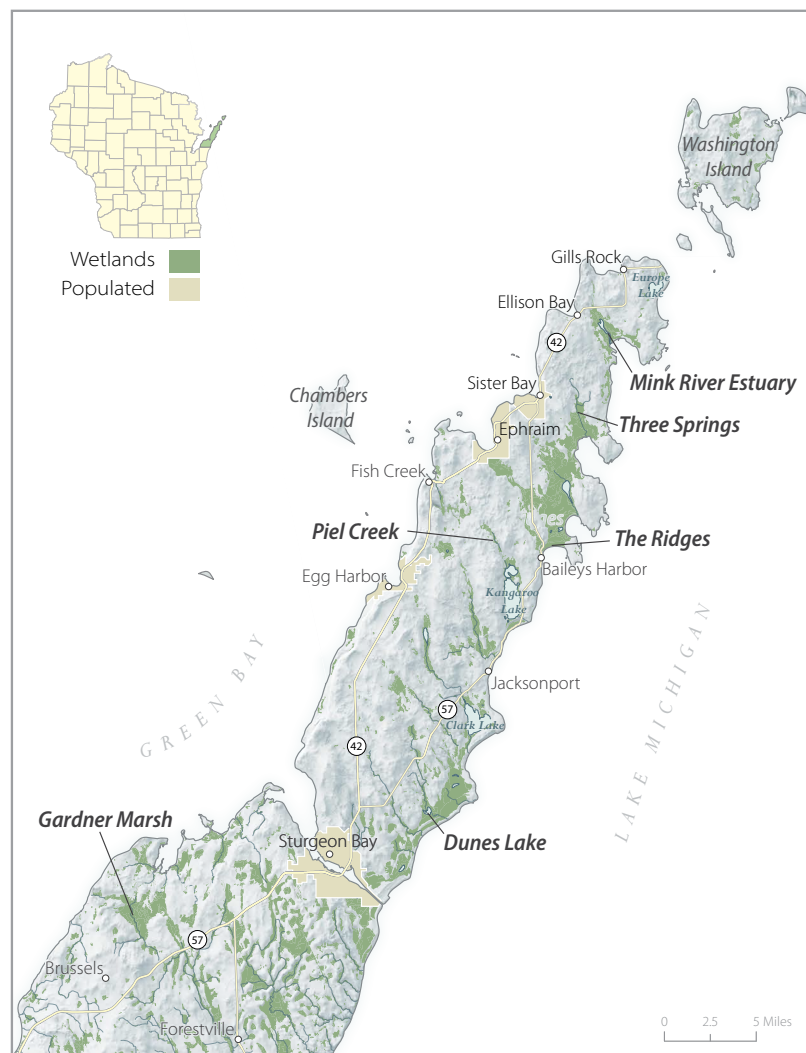 Washington
Island
Wetlands
Populated
Gills Rock
Europe
Lake
Ellison Bay
42
Mink River Estuary
Sister Bay
Chambers
Island
Three Springs
Ephraim
Fish Creek
Piel Creek
The Ridges
Baileys Harbor
Egg Harbor
Kangaroo
Lake
GREEN BAY
LAKE MICHIGAN
Jacksonport
57
Clark Lake
42
Gardner Marsh
Sturgeon Bay
Dunes Lake
57
Brussels
Forestville
0 2.5 5 Miles